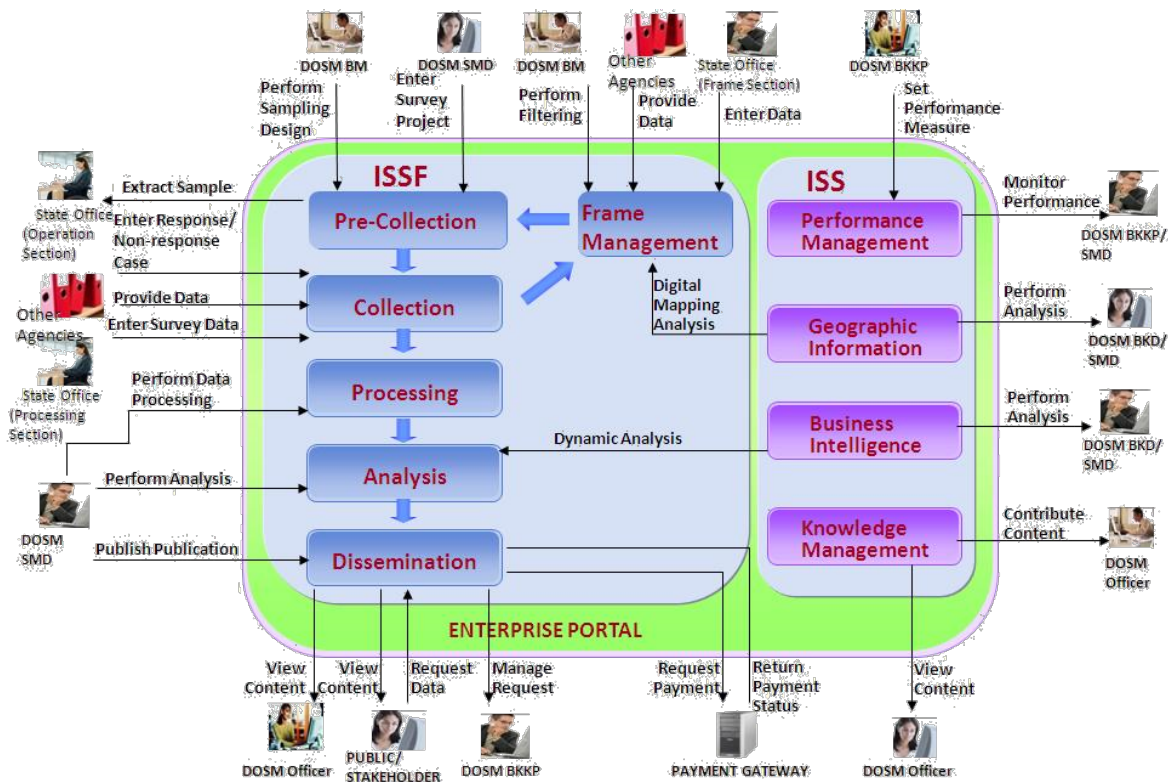 DOSM BM
DOSM SMD
DOSM BM
Other
Agencies
State Office
(Frame Section)
DOSM BKKP
Perform
Sampling
Design
Enter
Survey
Project
Perform
Filtering
Provide
Data
Enter Data
Set
Performance
Measure
ISSF
ISS
Extract Sample
State Office
(Operation
Section)
Enter Response/
Non-response
Case
Pre-Collection
Frame
Management
Performance
Management
Monitor
Performance
DOSM BKKP/
SMD
Provide Data
Other
Agencies
Enter Survey Data
Collection
Digital
Mapping
Analysis
Geographic
Information
Perform
Analysis
DOSM BKD/
SMD
State Office
(Processing
Section)
Perform Data
Processing
Processing
Dynamic Analysis
Business
Intelligence
Perform
Analysis
DOSM BKD/
SMD
Perform Analysis
DOSM
SMD
Analysis
Publish Publication
Dissemination
Knowledge
Management
Contribute
Content
DOSM
Officer
ENTERPRISE PORTAL
View
Content
View
Content
Request
Data
Manage
Request
Request
Payment
Return
Payment
Status
View
Content
DOSM Officer
PUBLIC/
STAKEHOLDER
DOSM BKKP
PAYMENT GATEWAY
DOSM Officer